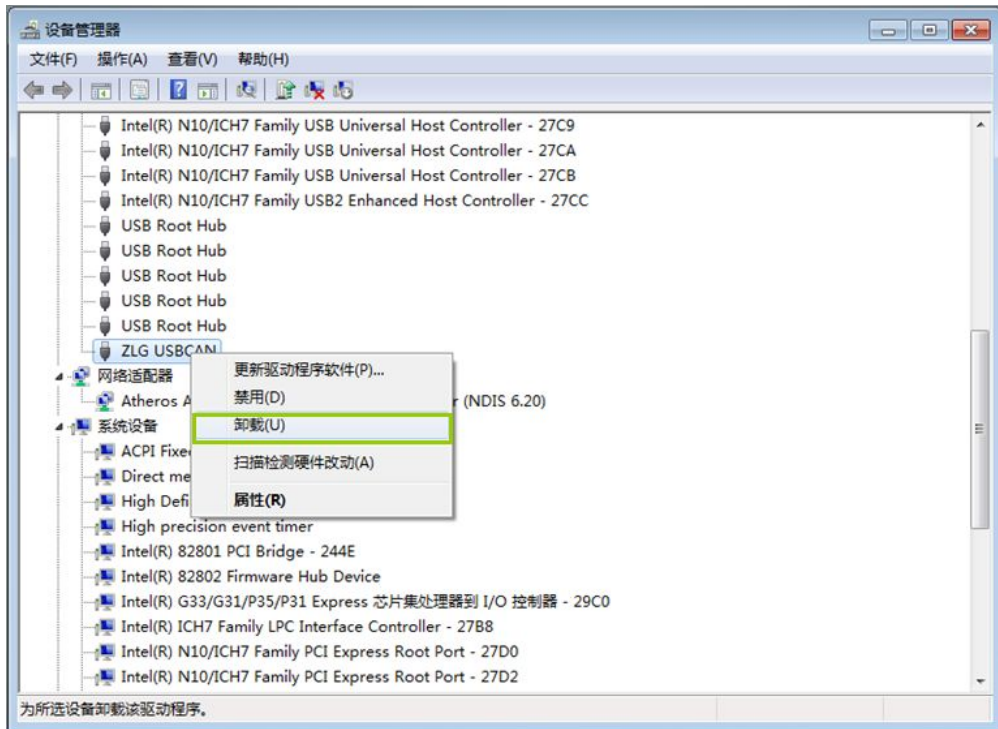 设备管理器
文件(F) 操作(A) 查看(V) 帮助(H)
Intel(R) N10/ICH7 Family USB Universal Host Controller - 27C9
Intel(R) N10/ICH7 Family USB Universal Host Controller - 27CA
Intel(R) N10/ICH7 Family USB Universal Host Controller - 27CB
Intel(R) N10/ICH7 Family USB2 Enhanced Host Controller - 27CC
USB Root Hub
USB Root Hub
USB Root Hub
USB Root Hub
USB Root Hub
ZLG USBCAN
更新驱动程序软件(P)...
网络适配器
禁用(D)
Atheros A r (NDIS 6.20)
卸载(U)
系统设备
ACPI Fixe
扫描检测硬件改动(A)
Direct me
属性(R)
High Defi
High precision event timer
Intel(R) 82801 PCI Bridge - 244E
Intel(R) 82802 Firmware Hub Device
Intel(R) G33/G31/P35/P31 Express 芯片集处理器到 I/O 控制器 - 29C0
Intel(R) ICH7 Family LPC Interface Controller - 27B8
Intel(R) N10/ICH7 Family PCI Express Root Port - 27D0
Intel(R) N10/ICH7 Family PCI Express Root Port - 27D2
为所选设备卸载该驱动程序。